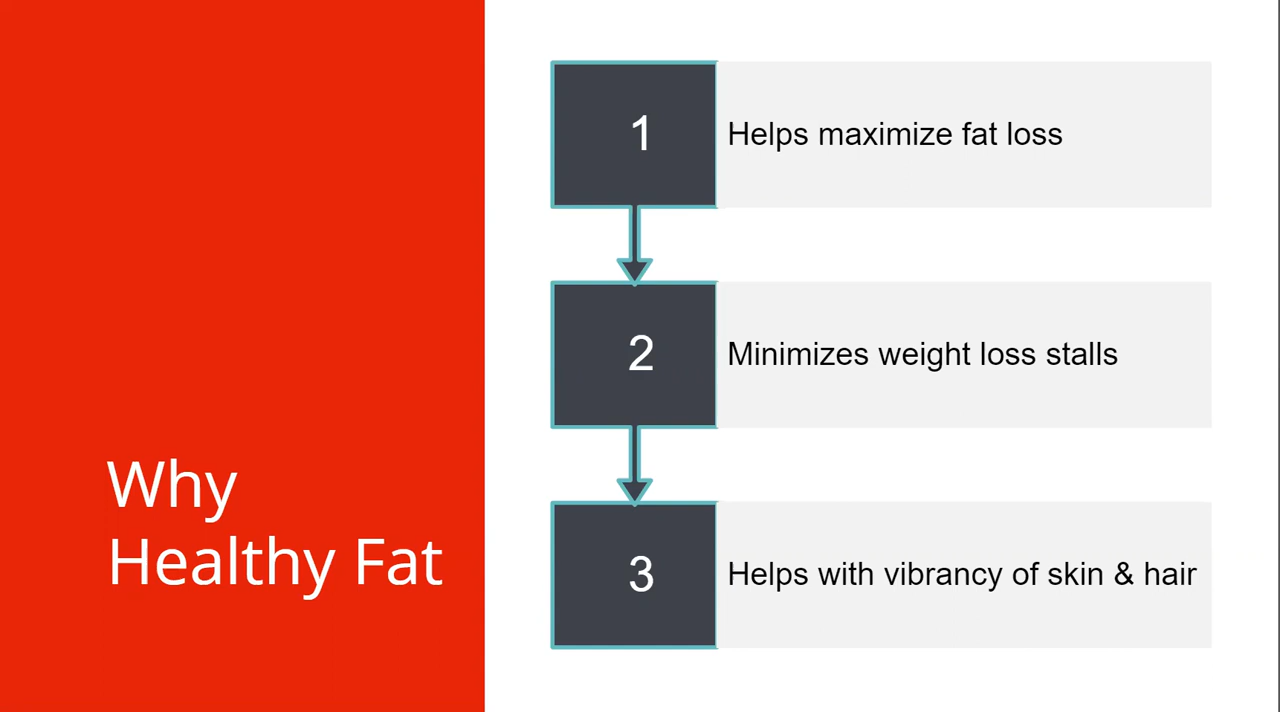 Why
Healthy Fat
1
Helps maximize fat loss
2
Minimizes weight loss stalls
3
Helps with vibrancy of skin & hair